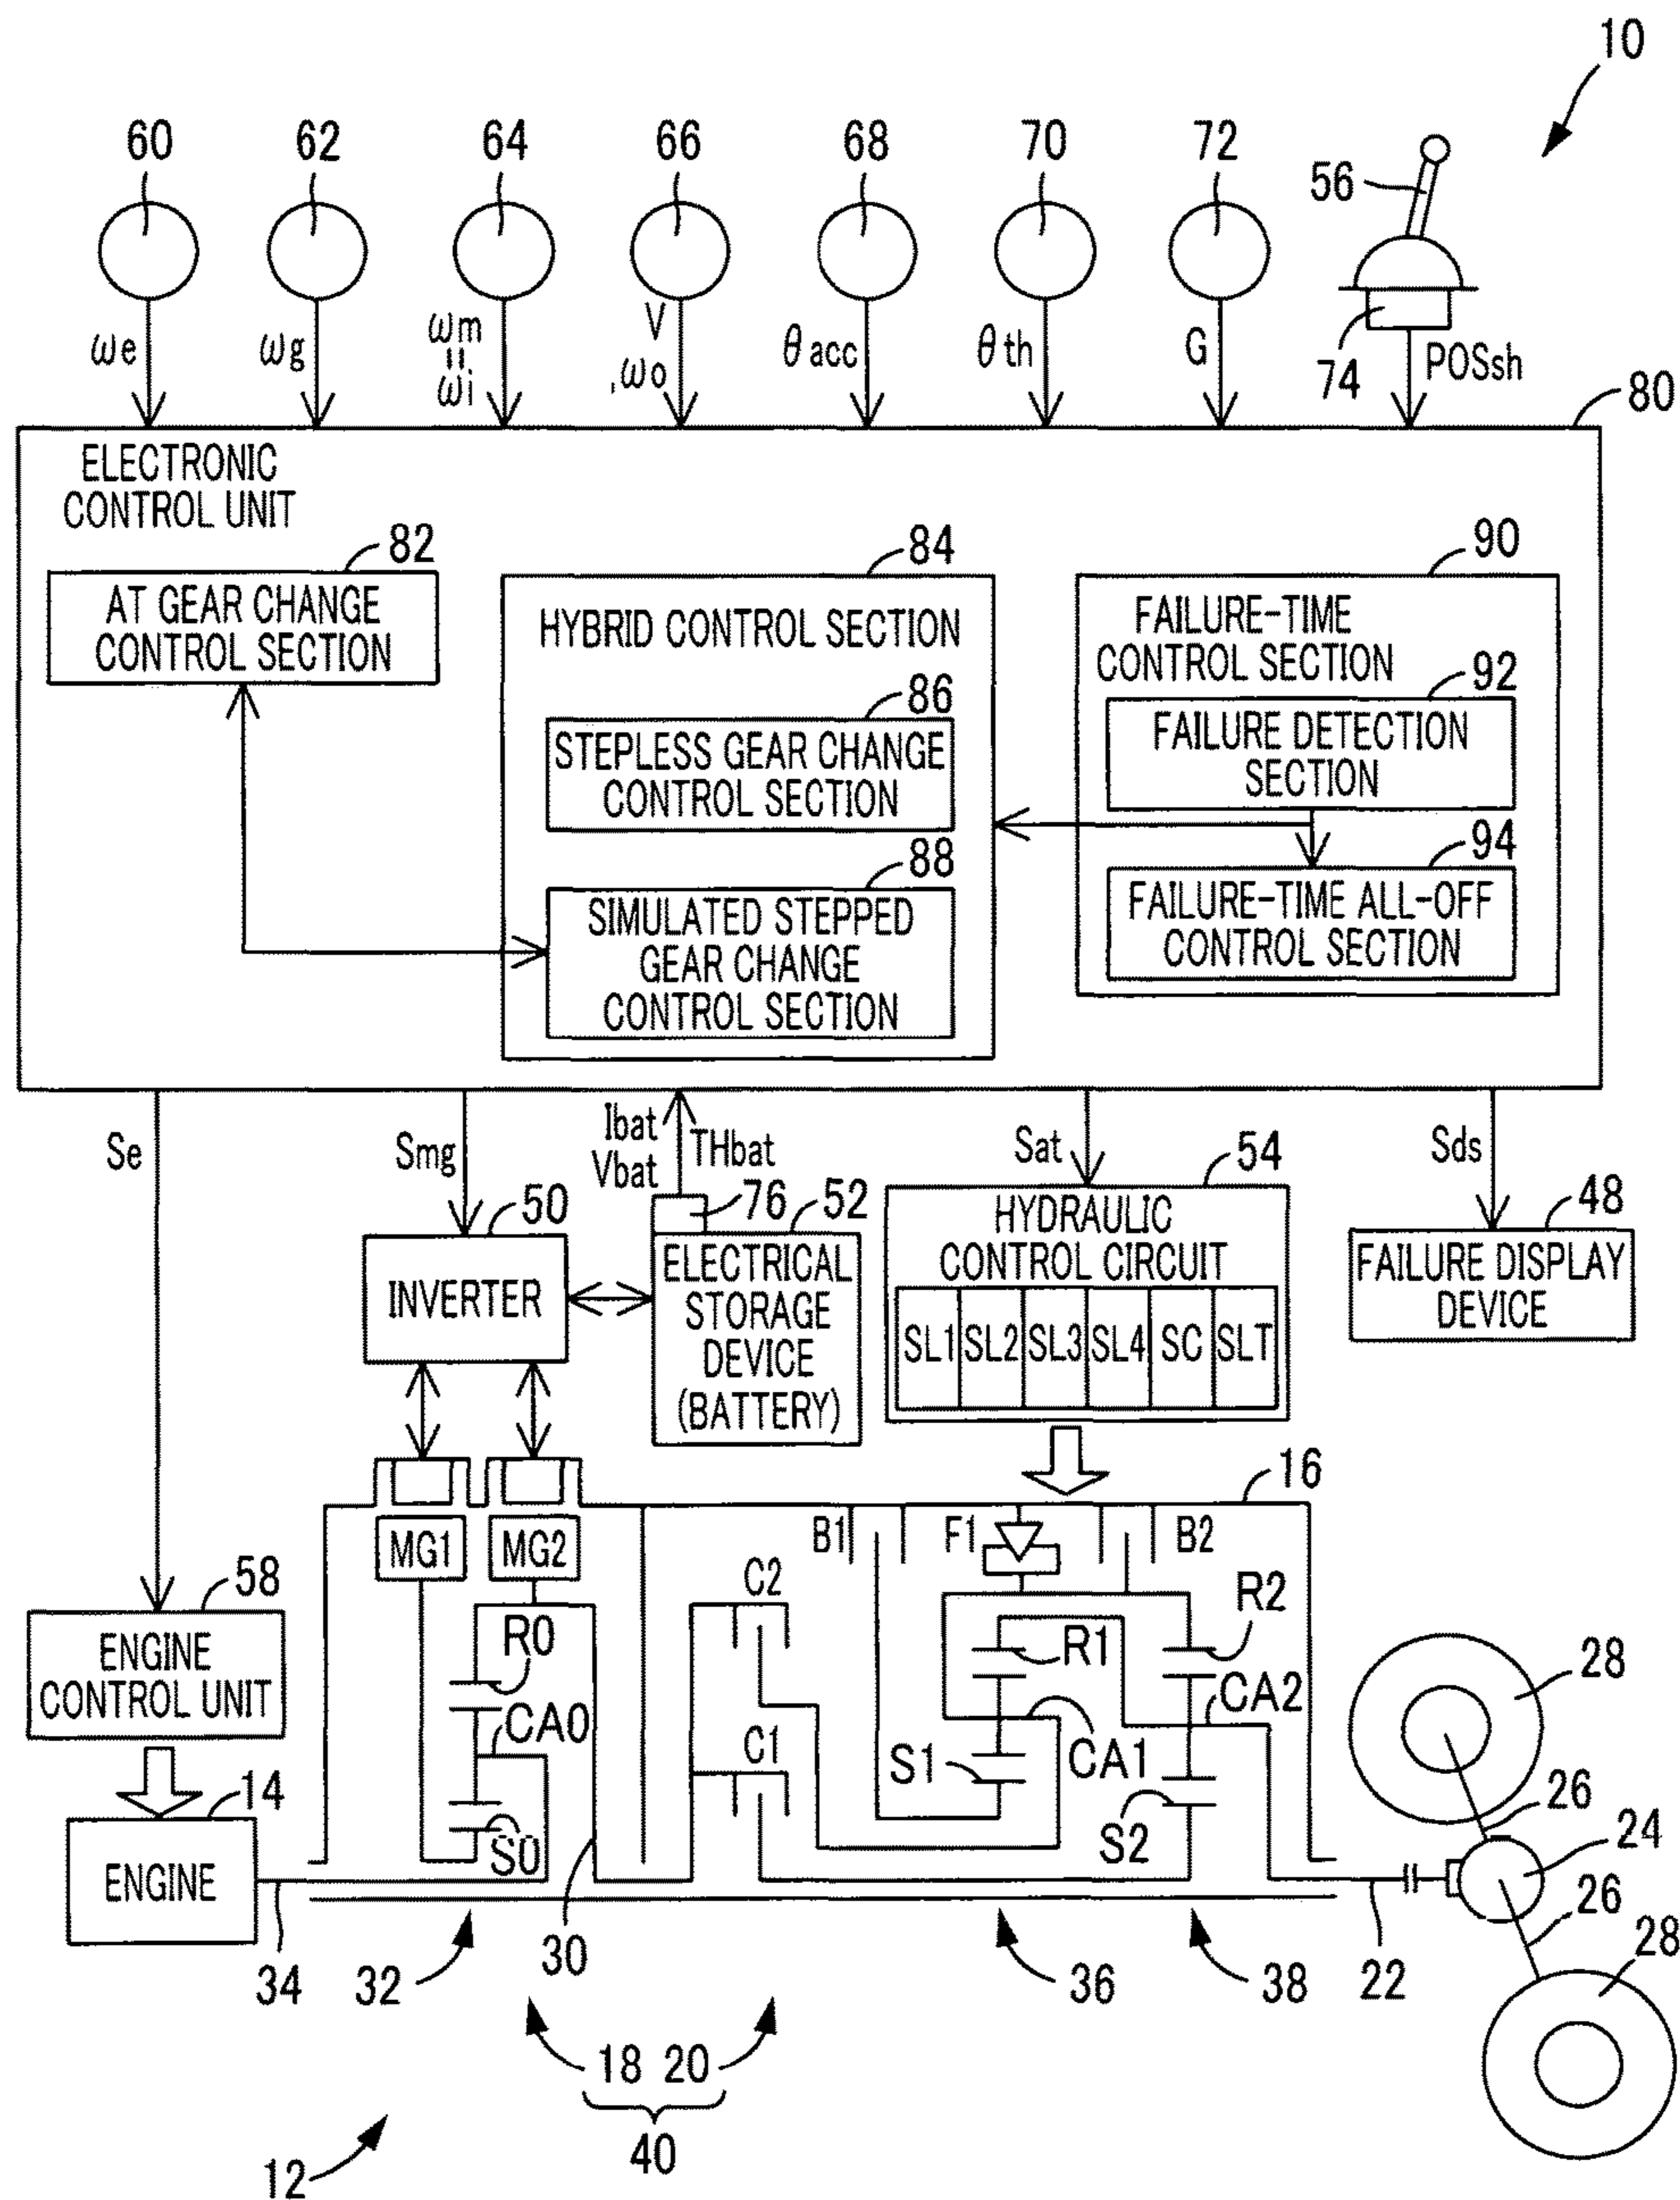 10
60
62
64
66
68
70
72
56
ωe
ωg
ωm
=
ωi
V
,ωo
θacc
θth
G
74
POSsh
80
ELECTRONIC
CONTROL UNIT
82
AT GEAR CHANGE
CONTROL SECTION
84
HYBRID CONTROL SECTION
86
STEPLESS GEAR CHANGE
CONTROL SECTION
88
SIMULATED STEPPED
GEAR CHANGE
CONTROL SECTION
90
FAILURE-TIME
CONTROL SECTION
92
FAILURE DETECTION
SECTION
94
FAILURE-TIME ALL-OFF
CONTROL SECTION
Se
Smg
Ibat
Vbat
THbat
Sat
Sds
50
INVERTER
76
52
ELECTRICAL
STORAGE
DEVICE
(BATTERY)
54
HYDRAULIC
CONTROL CIRCUIT
SL1 SL2 SL3 SL4 SC SLT
48
FAILURE DISPLAY
DEVICE
16
MG1
MG2
B1
F1
B2
58
ENGINE
CONTROL UNIT
C2
R0
R1
R2
CA0
C1
CA1
CA2
S1
S0
S2
14
ENGINE
28
26
24
26
28
34
32
30
36
38
22
18 20
40
12